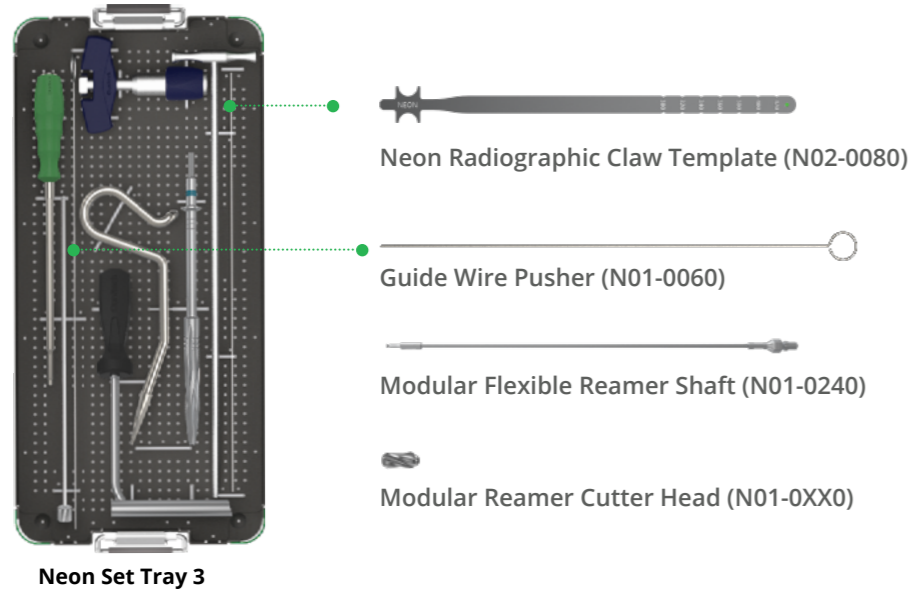 NEON
Neon Radiographic Claw Template (N02-0080)
Guide Wire Pusher (N01-0060)
Modular Flexible Reamer Shaft (N01-0240)
Modular Reamer Cutter Head (N01-0XX0)
Neon Set Tray 3